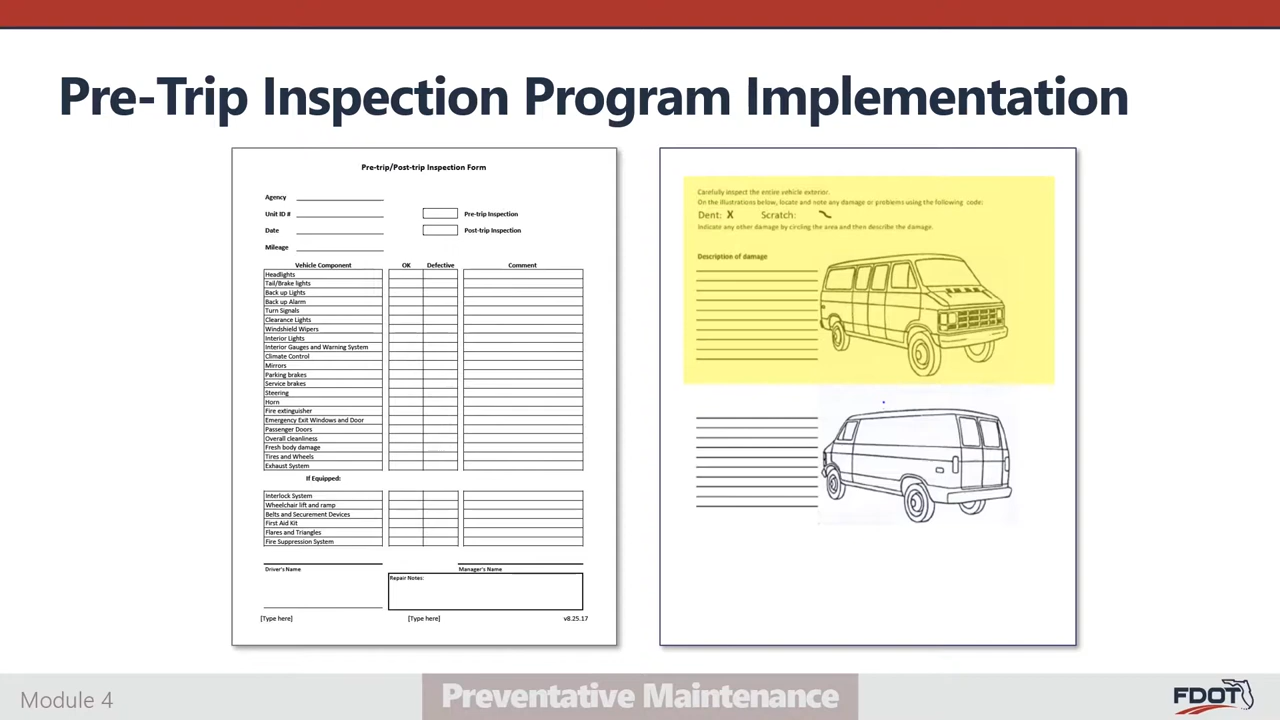 Pre-Trip Inspection Program Implementation
Pre-trip/Post-trip Inspection Form
Agency
Unit ID #
Pre-trip Inspection
Date
Post-trip Inspection
Mileage
Vehicle Component OK Defective Comment
Headlights
Tail/Brake lights
Back up Lights
Back up Alarm
Turn Signals
Clearance Lights
Windshield Wipers
Interior Lights
Interior Gauges and Warning System
Climate Control
Mirrors
Parking brakes
Service brakes
Steering
Horn
Fire extinguisher
Emergency Exit Windows and Door
Passenger Doors
Overall cleanliness
Fresh body damage
Tires and Wheels
Exhaust System
If Equipped:
Interlock System
Wheelchair lift and ramp
Belts and Securement Devices
First Aid Kit
Flares and Triangles
Fire Suppression System
Driver's Name
Manager's Name
Repair Notes:
[Type here] [Type here] v8.25.17
Carefully inspect the entire vehicle exterior.
On the illustrations below, locate and note any damage or problems using the following code:
Dent: X Scratch:
Indicate any other damage by circling the area and then describe the damage.
Description of damage
Module 4
Preventative Maintenance
FDOT